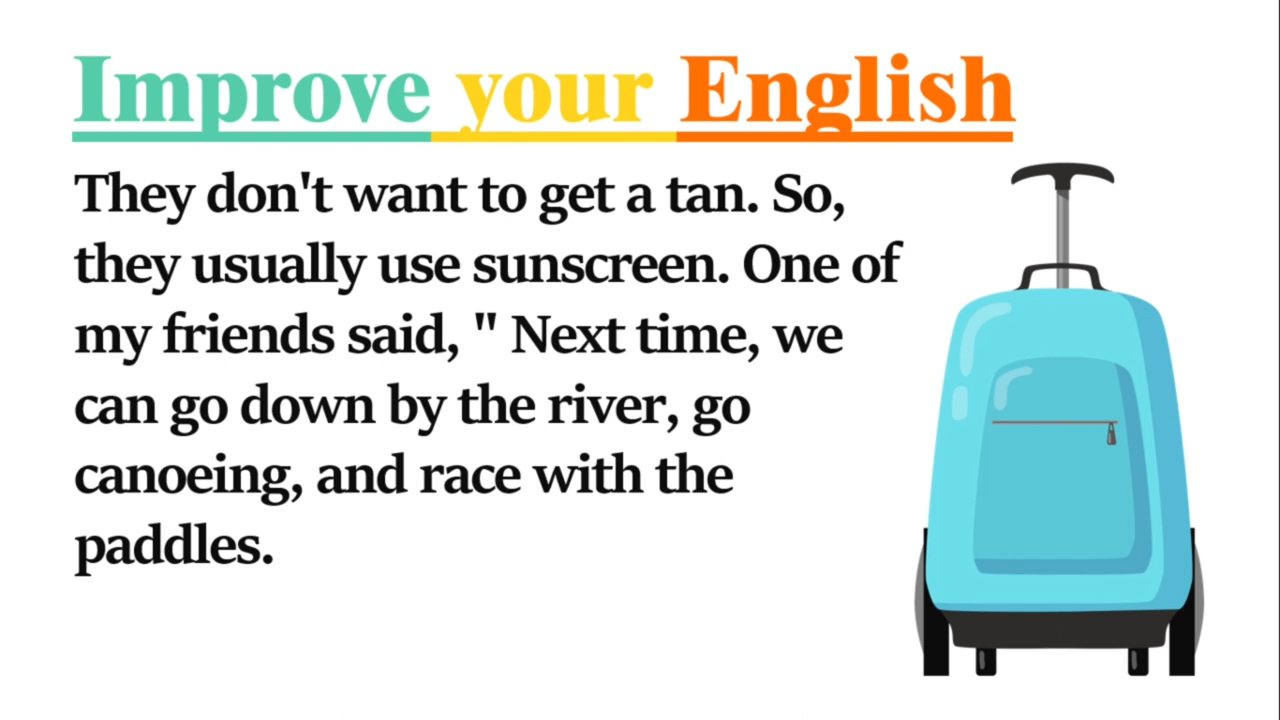 Improve your English
They don't want to get a tan. So,
they usually use sunscreen. One of
my friends said, " Next time, we
can go down by the river, go
canoeing, and race with the
paddles.